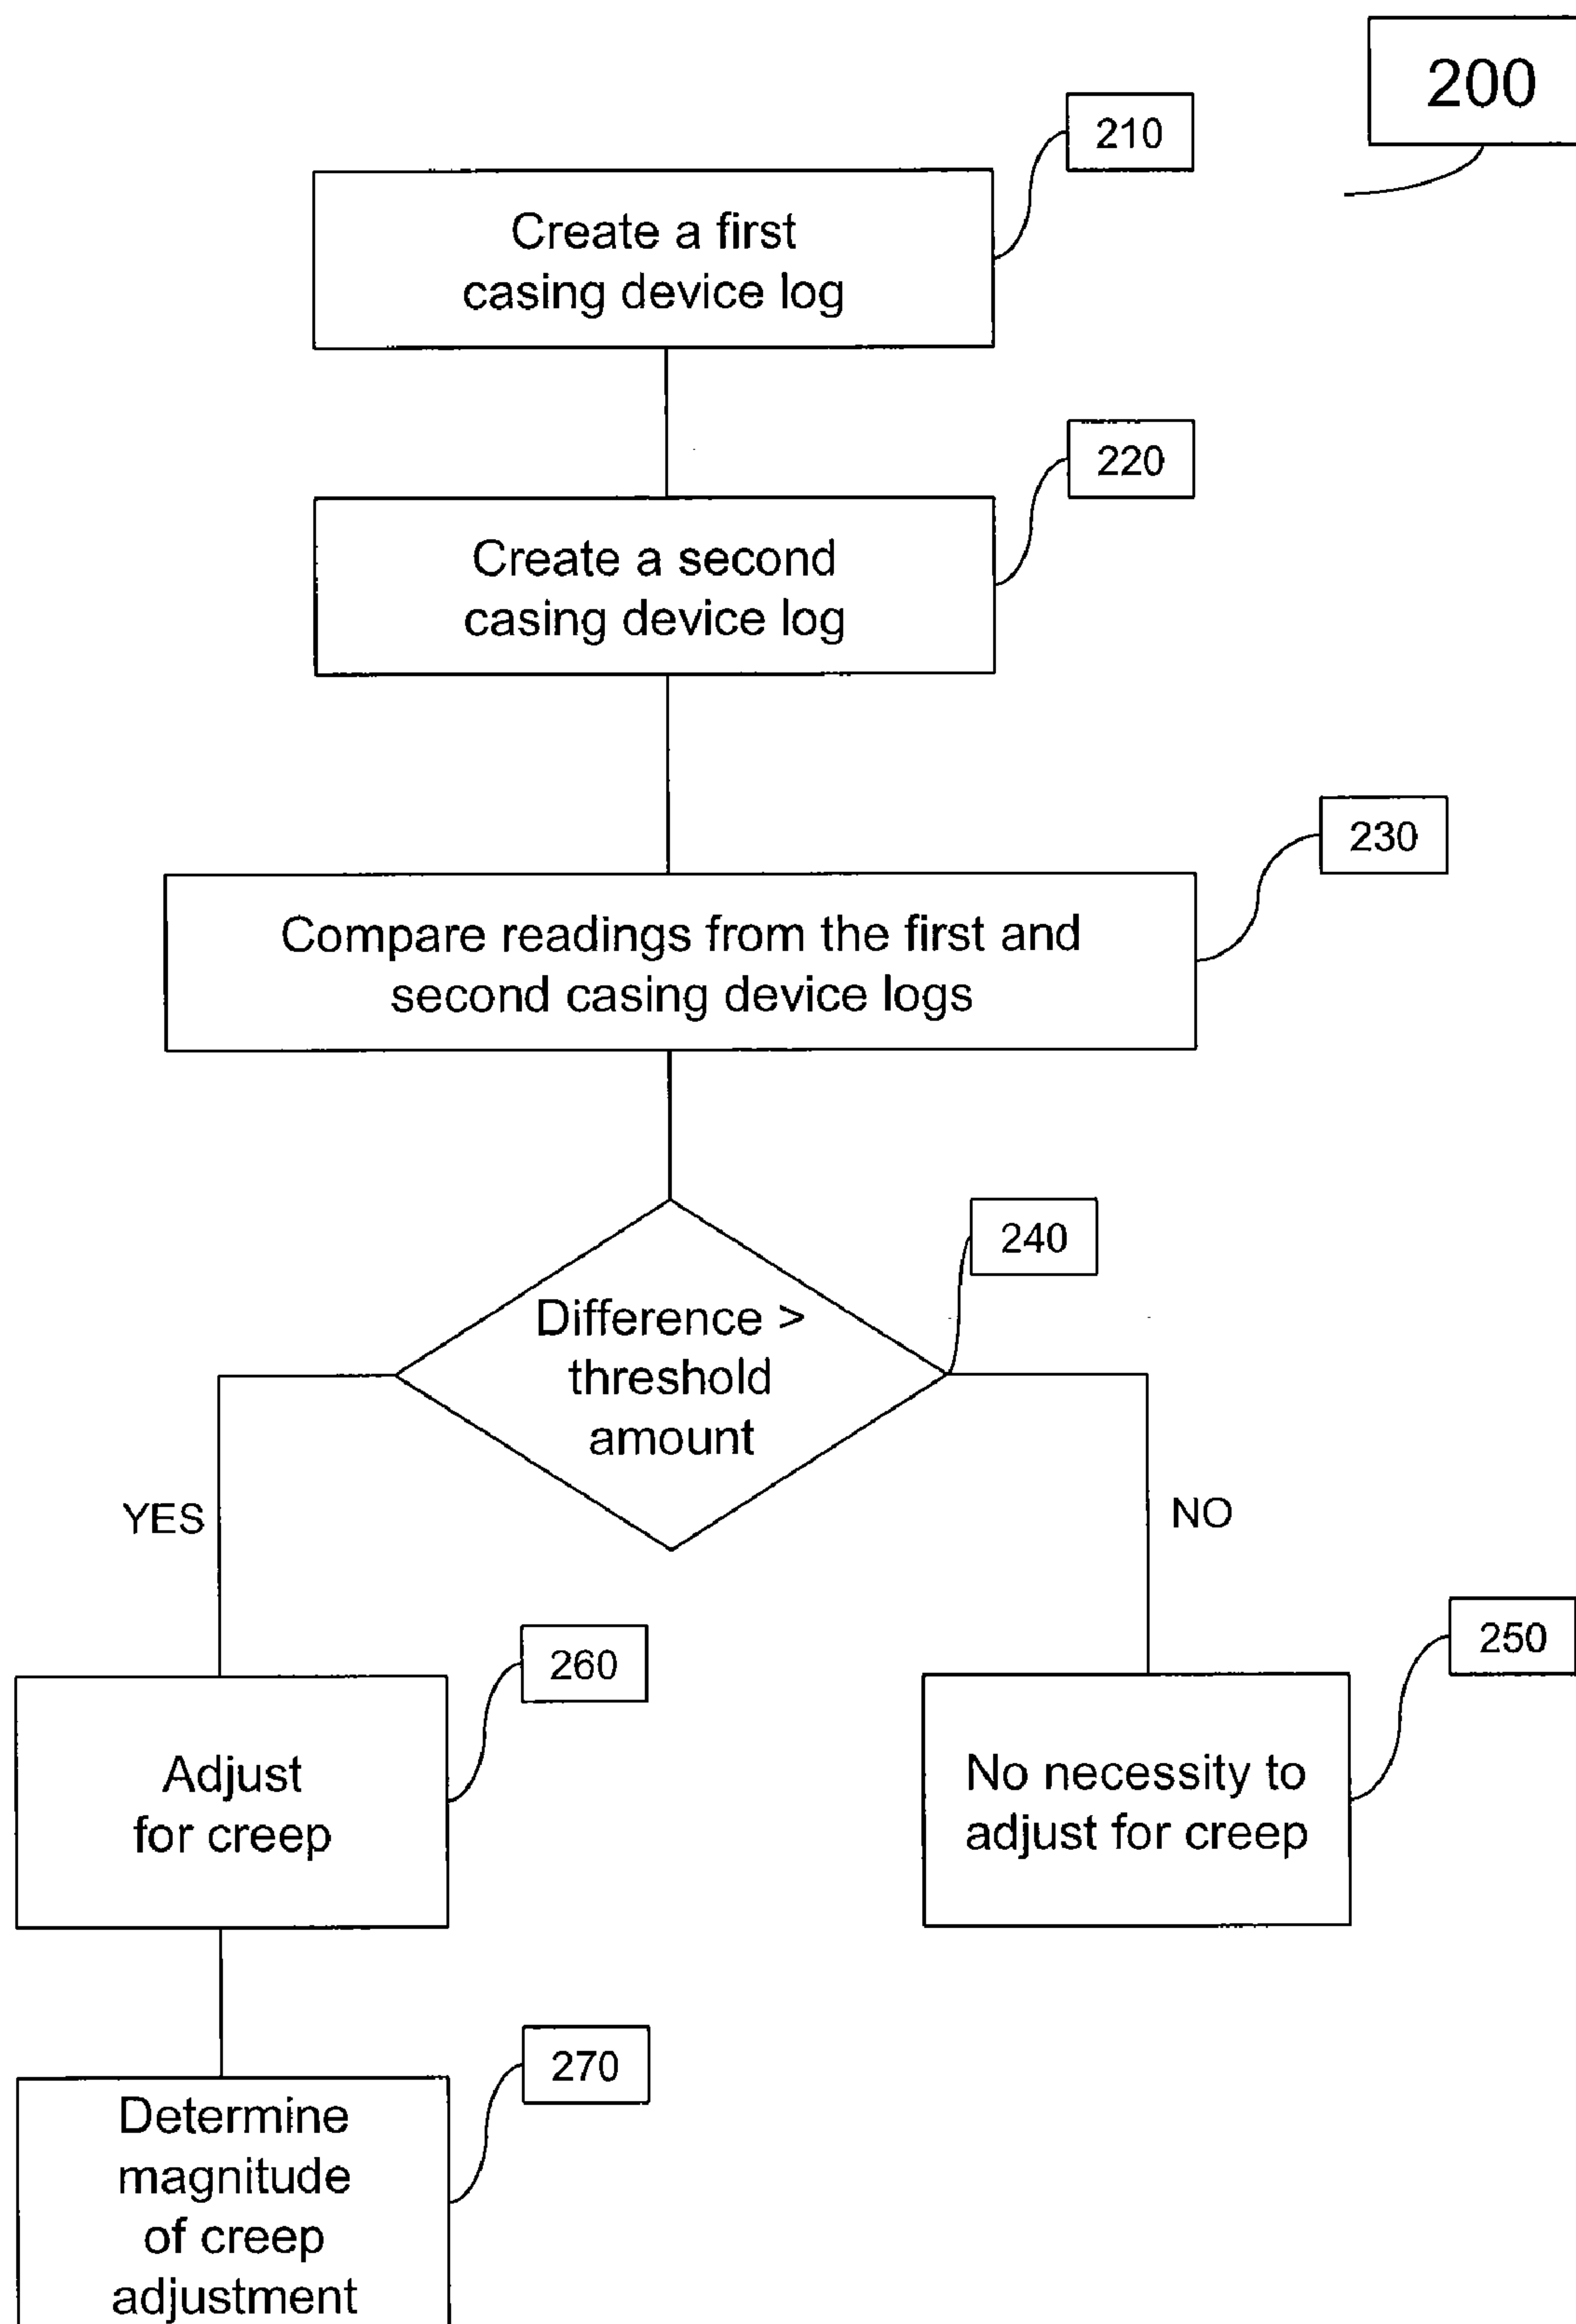 200
210
Create a first
casing device log
220
Create a second
casing device log
230
Compare readings from the first and
second casing device logs
240
Difference >
threshold
amount
YES
NO
260
250
Adjust
for creep
No necessity to
adjust for creep
270
Determine
magnitude
of creep
adjustment